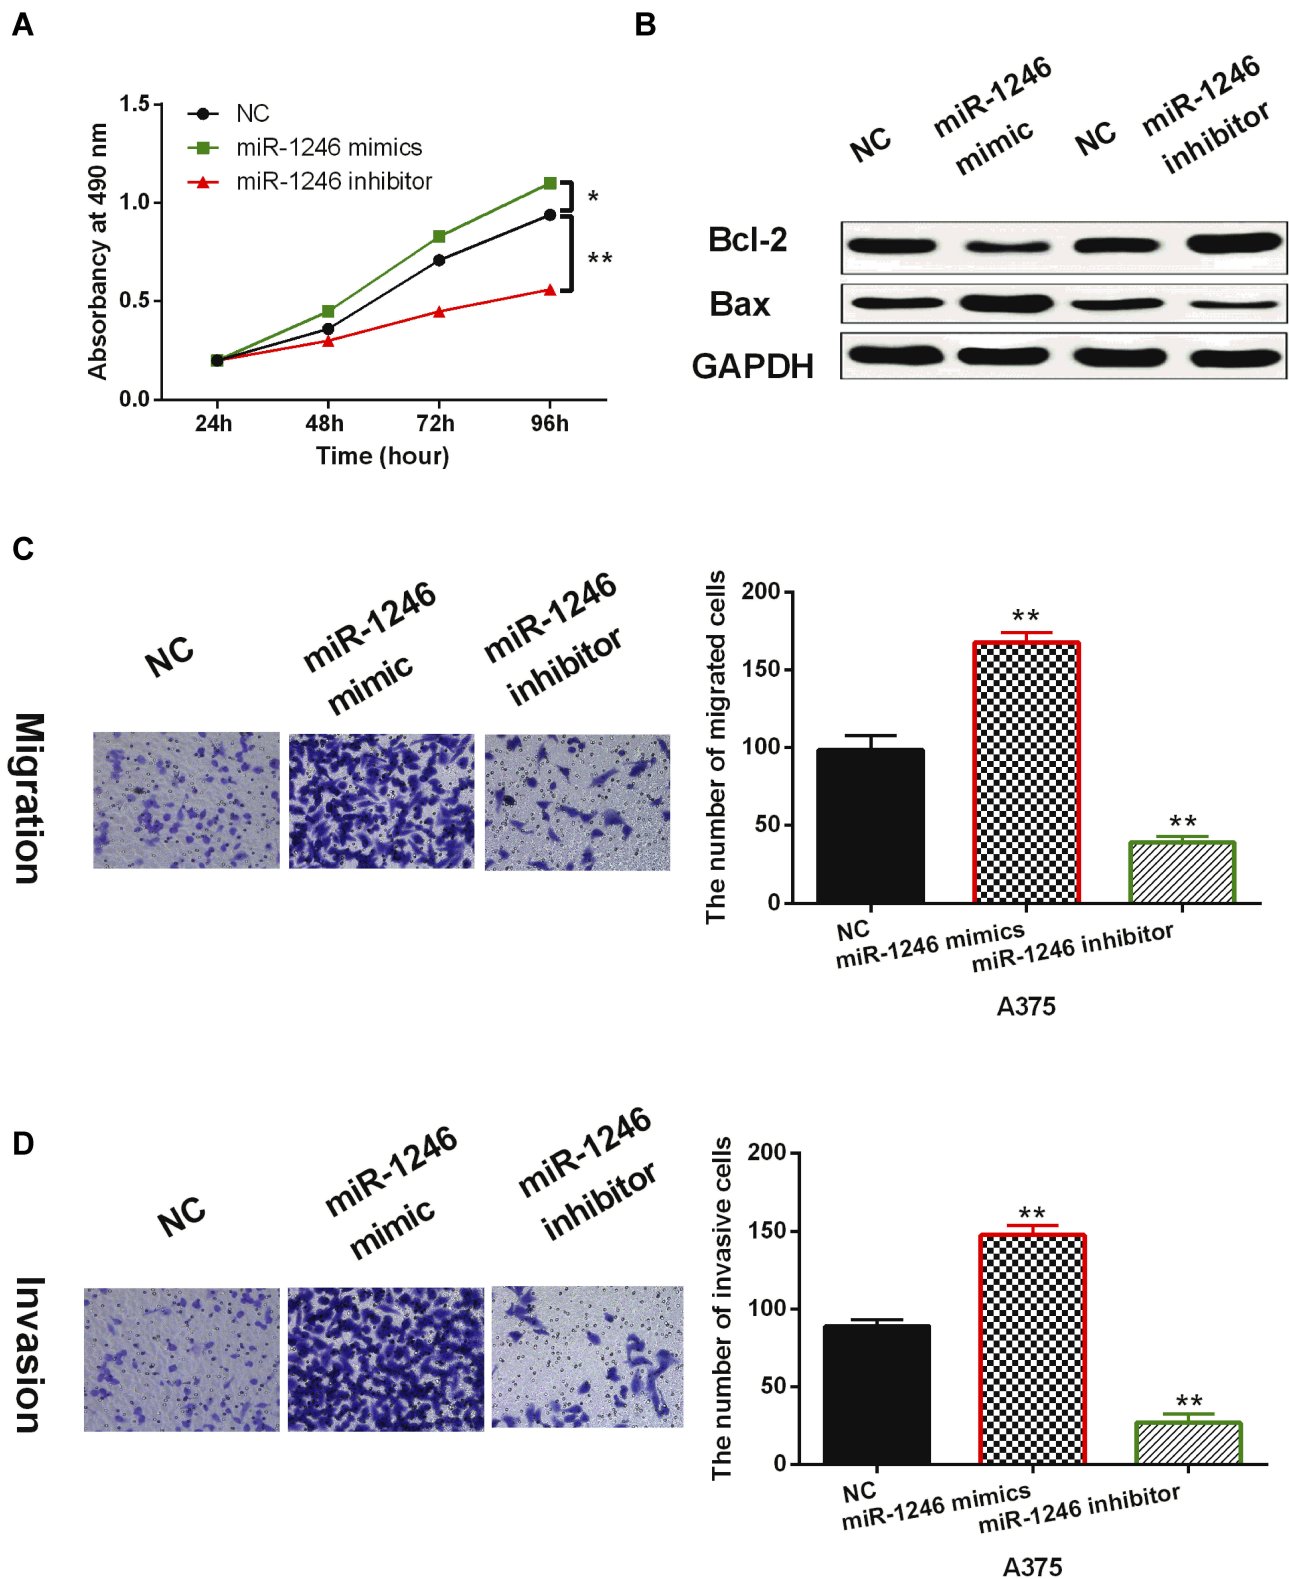 A
1.5
1.0
0.5
0.0
Absorbancy at 490 nm
NC
miR-1246 mimics
miR-1246 inhibitor
*
**
24h 48h 72h 96h
Time (hour)
B
NC
miR-1246
mimic
NC
miR-1246
inhibitor
Bcl-2
Bax
GAPDH
C
NC
miR-1246
mimic
miR-1246
inhibitor
Migration
The number of migrated cells
200
150
100
50
0
**
**
NC
miR-1246 mimics
miR-1246 inhibitor
A375
D
NC
miR-1246
mimic
miR-1246
inhibitor
Invasion
The number of invasive cells
200
150
100
50
0
**
**
NC
miR-1246 mimics
miR-1246 inhibitor
A375